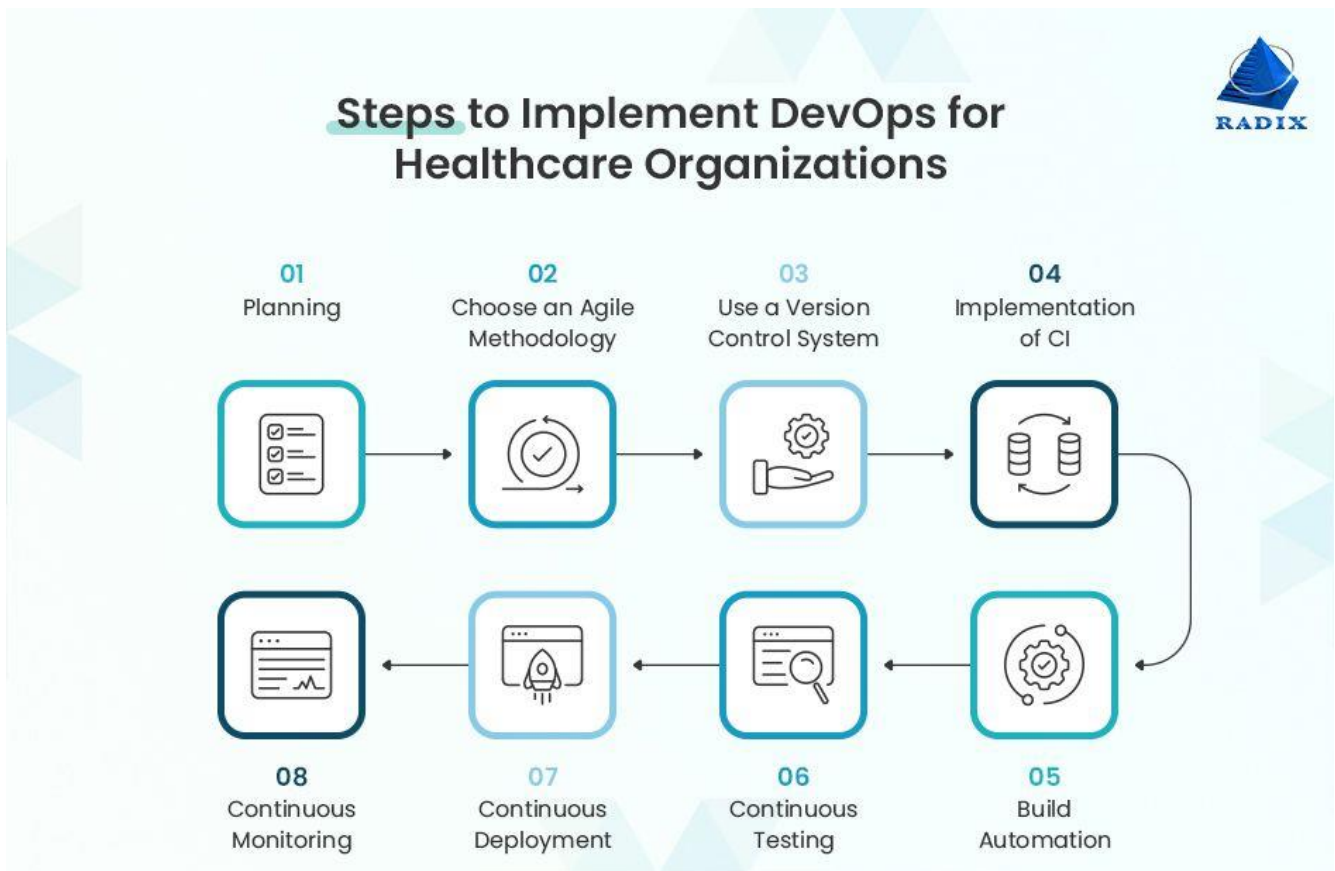 Steps to Implement DevOps for
Healthcare Organizations
RADIX
01
Planning
02
Choose an Agile
Methodology
03
Use a Version
Control System
04
Implementation
of CI
08
Continuous
Monitoring
07
Continuous
Deployment
06
Continuous
Testing
05
Build
Automation